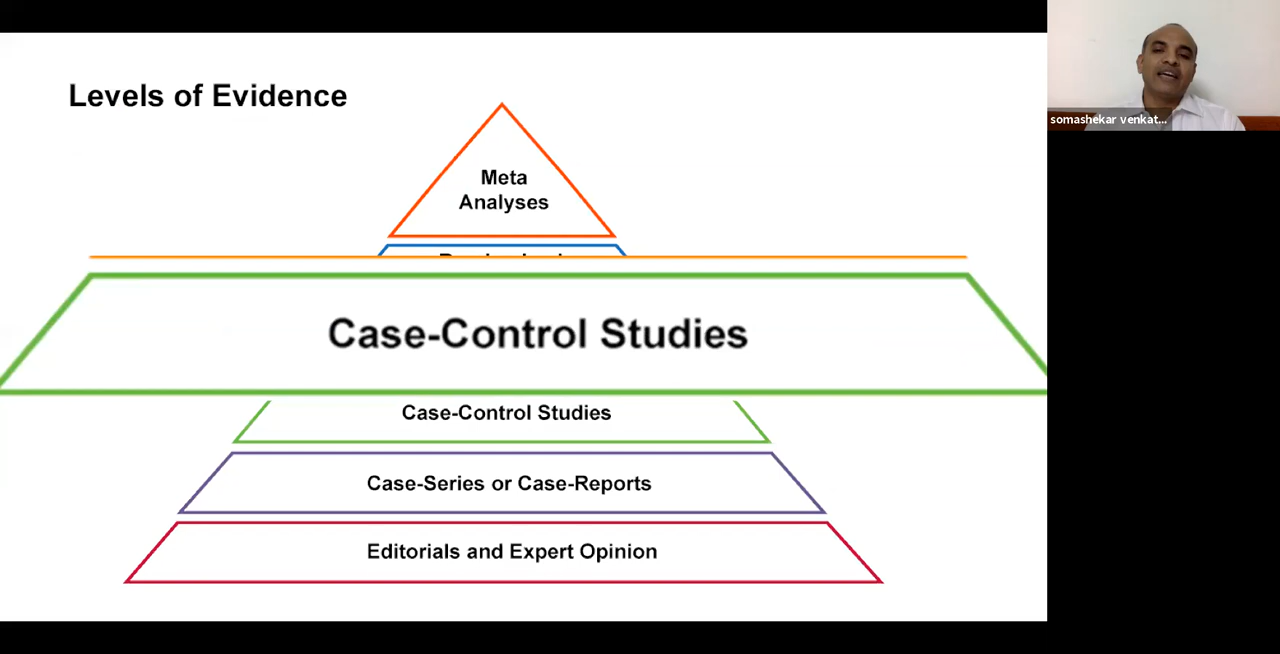 Levels of Evidence
somashekar venkat...
Meta
Analyses
Case-Control Studies
Case-Control Studies
Case-Series or Case-Reports
Editorials and Expert Opinion